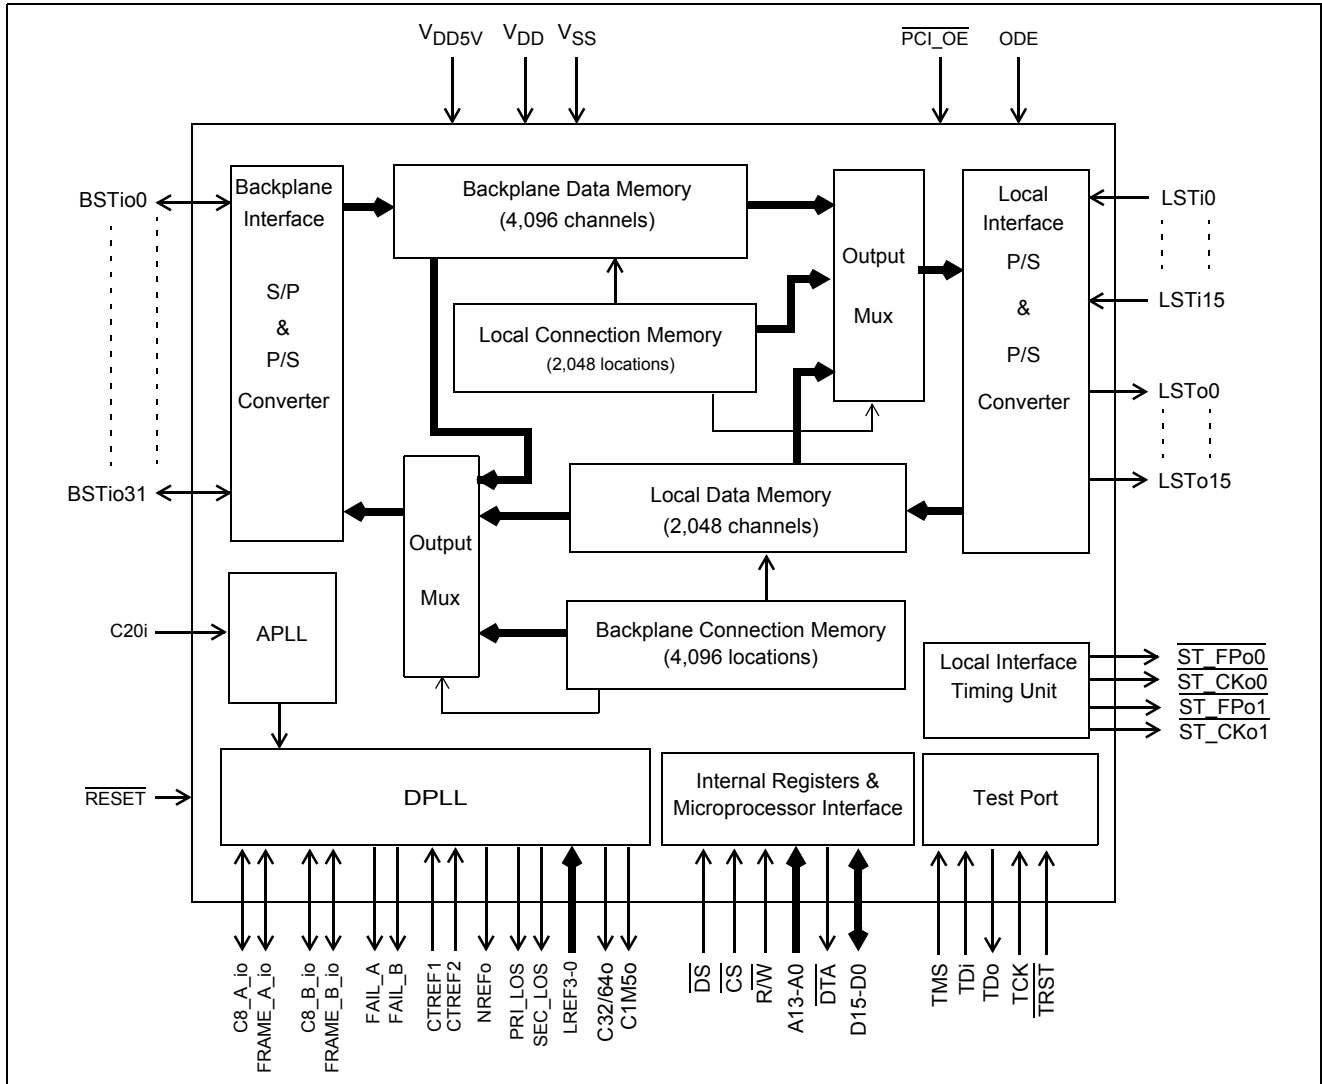 VDD5V VDD VSS PCI_OE ODE
BSTio0
BSTio31
Backplane
Interface
S/P
&
P/S
Converter
Backplane Data Memory
(4,096 channels)
Local Connection Memory
(2,048 locations)
Output
Mux
Local
Interface
P/S
&
P/S
Converter
LSTi0
LSTi15
LSTo0
LSTo15
Local Data Memory
(2,048 channels)
Output
Mux
Backplane Connection Memory
(4,096 locations)
C20i
APLL
Local Interface
Timing Unit
ST_FPo0
ST_CKo0
ST_FPo1
ST_CKo1
RESET
DPLL
Internal Registers &
Microprocessor Interface
Test Port
C8_A_io
FRAME_A_io
C8_B_io
FRAME_B_io
FAIL_A
FAIL_B
CTREF1
CTREF2
NREFo
PRI_LOS
SEC_LOS
LREF3-0
C32/64o
C1M5o
DS
CS
R/W
A13-A0
DTA
D15-D0
TMS
TDi
TDo
TCK
TRST